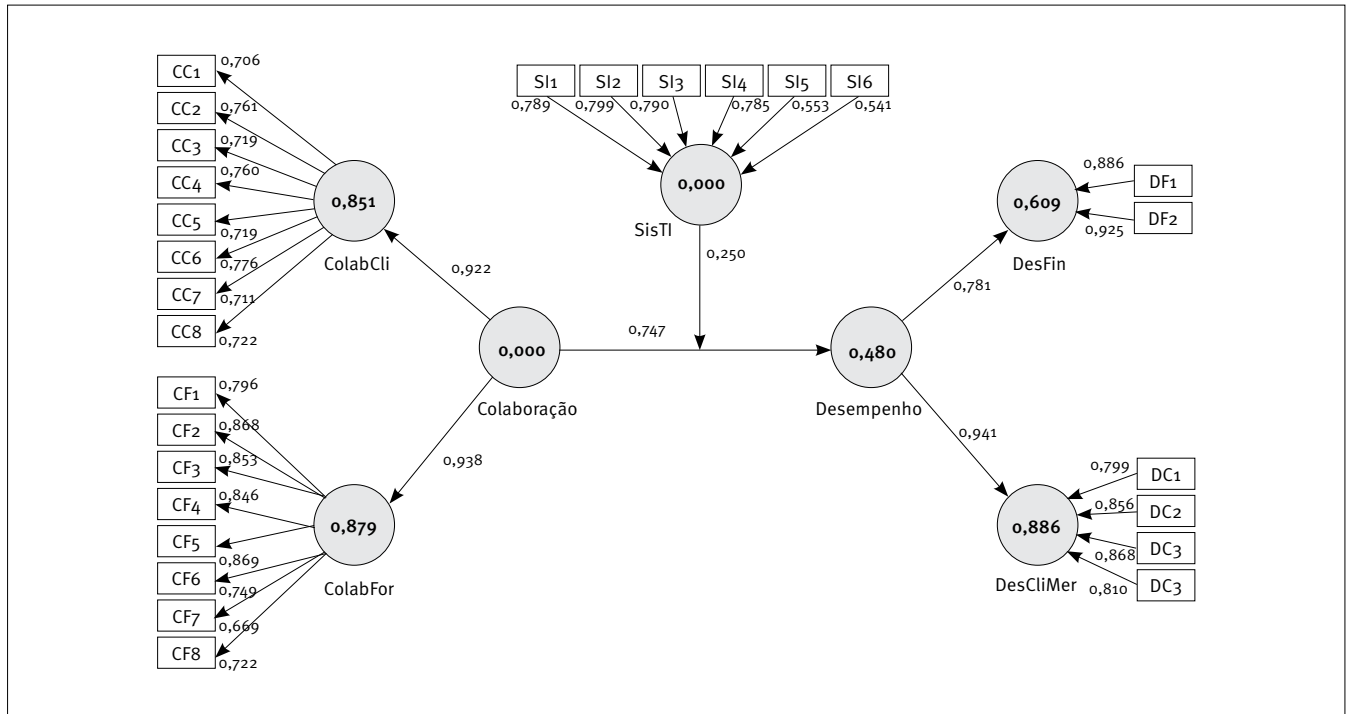 CC1
0,706
CC2
0,761
CC3
0,719
CC4
0,760
CC5
CC6
0,719
CC7
0,776
CC8
0,711
0,722
0,851
ColabCli
0,922
CF1
0,796
CF2
0,868
CF3
0,853
CF4
0,846
CF5
CF6
0,869
CF7
0,749
CF8
0,669
0,722
0,879
ColabFor
0,938
0,000
Colaboração
SI1
SI2
SI3
SI4
SI5
SI6
0,789
0,799
0,790
0,785
0,553
0,541
0,000
SisTI
0,250
0,747
0,480
Desempenho
0,781
0,941
0,609
DesFin
0,886
DF1
DF2
0,925
0,886
DesCliMer
0,799
DC1
0,856
DC2
0,868
DC3
0,810
DC3